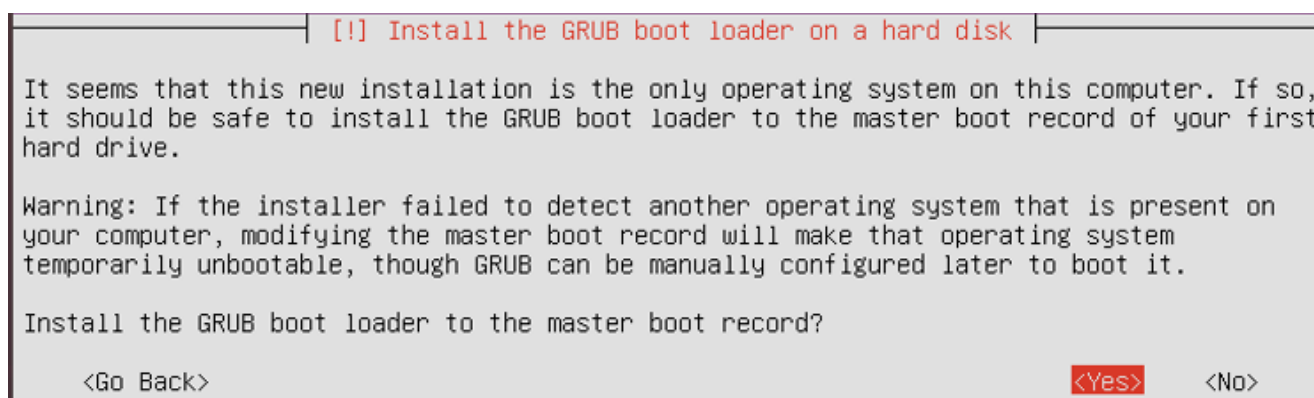 [!] Install the GRUB boot loader on a hard disk
It seems that this new installation is the only operating system on this computer. If so,
it should be safe to install the GRUB boot loader to the master boot record of your first
hard drive.
Warning: If the installer failed to detect another operating system that is present on
your computer, modifying the master boot record will make that operating system
temporarily unbootable, though GRUB can be manually configured later to boot it.
Install the GRUB boot loader to the master boot record?
<Go Back> <Yes> <No>